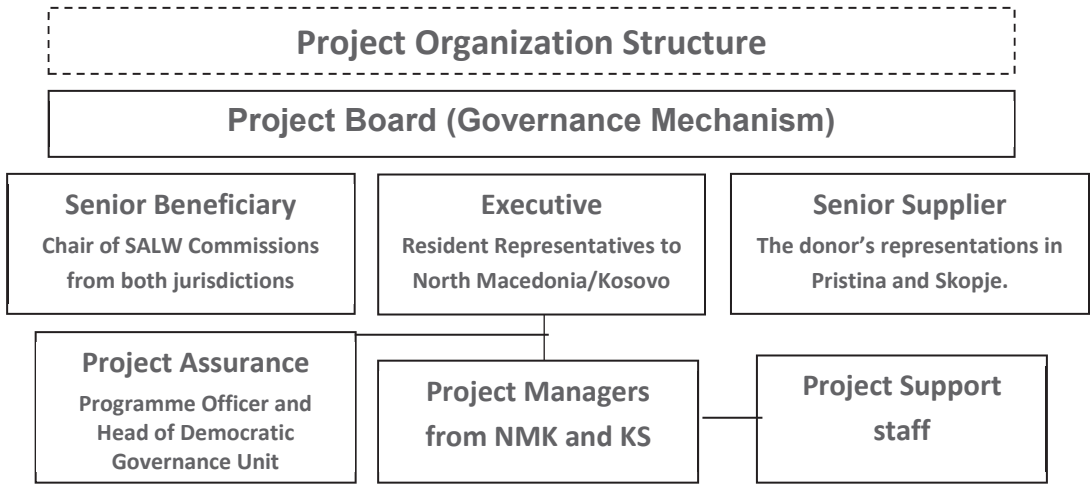 Project Organization Structure
Project Board (Governance Mechanism)
Senior Beneficiary
Chair of SALW Commissions
from both jurisdictions
Executive
Resident Representatives to
North Macedonia/Kosovo
Senior Supplier
The donor’s representations in
Pristina and Skopje.
Project Assurance
Programme Officer and
Head of Democratic
Governance Unit
Project Managers
from NMK and KS
Project Support
staff